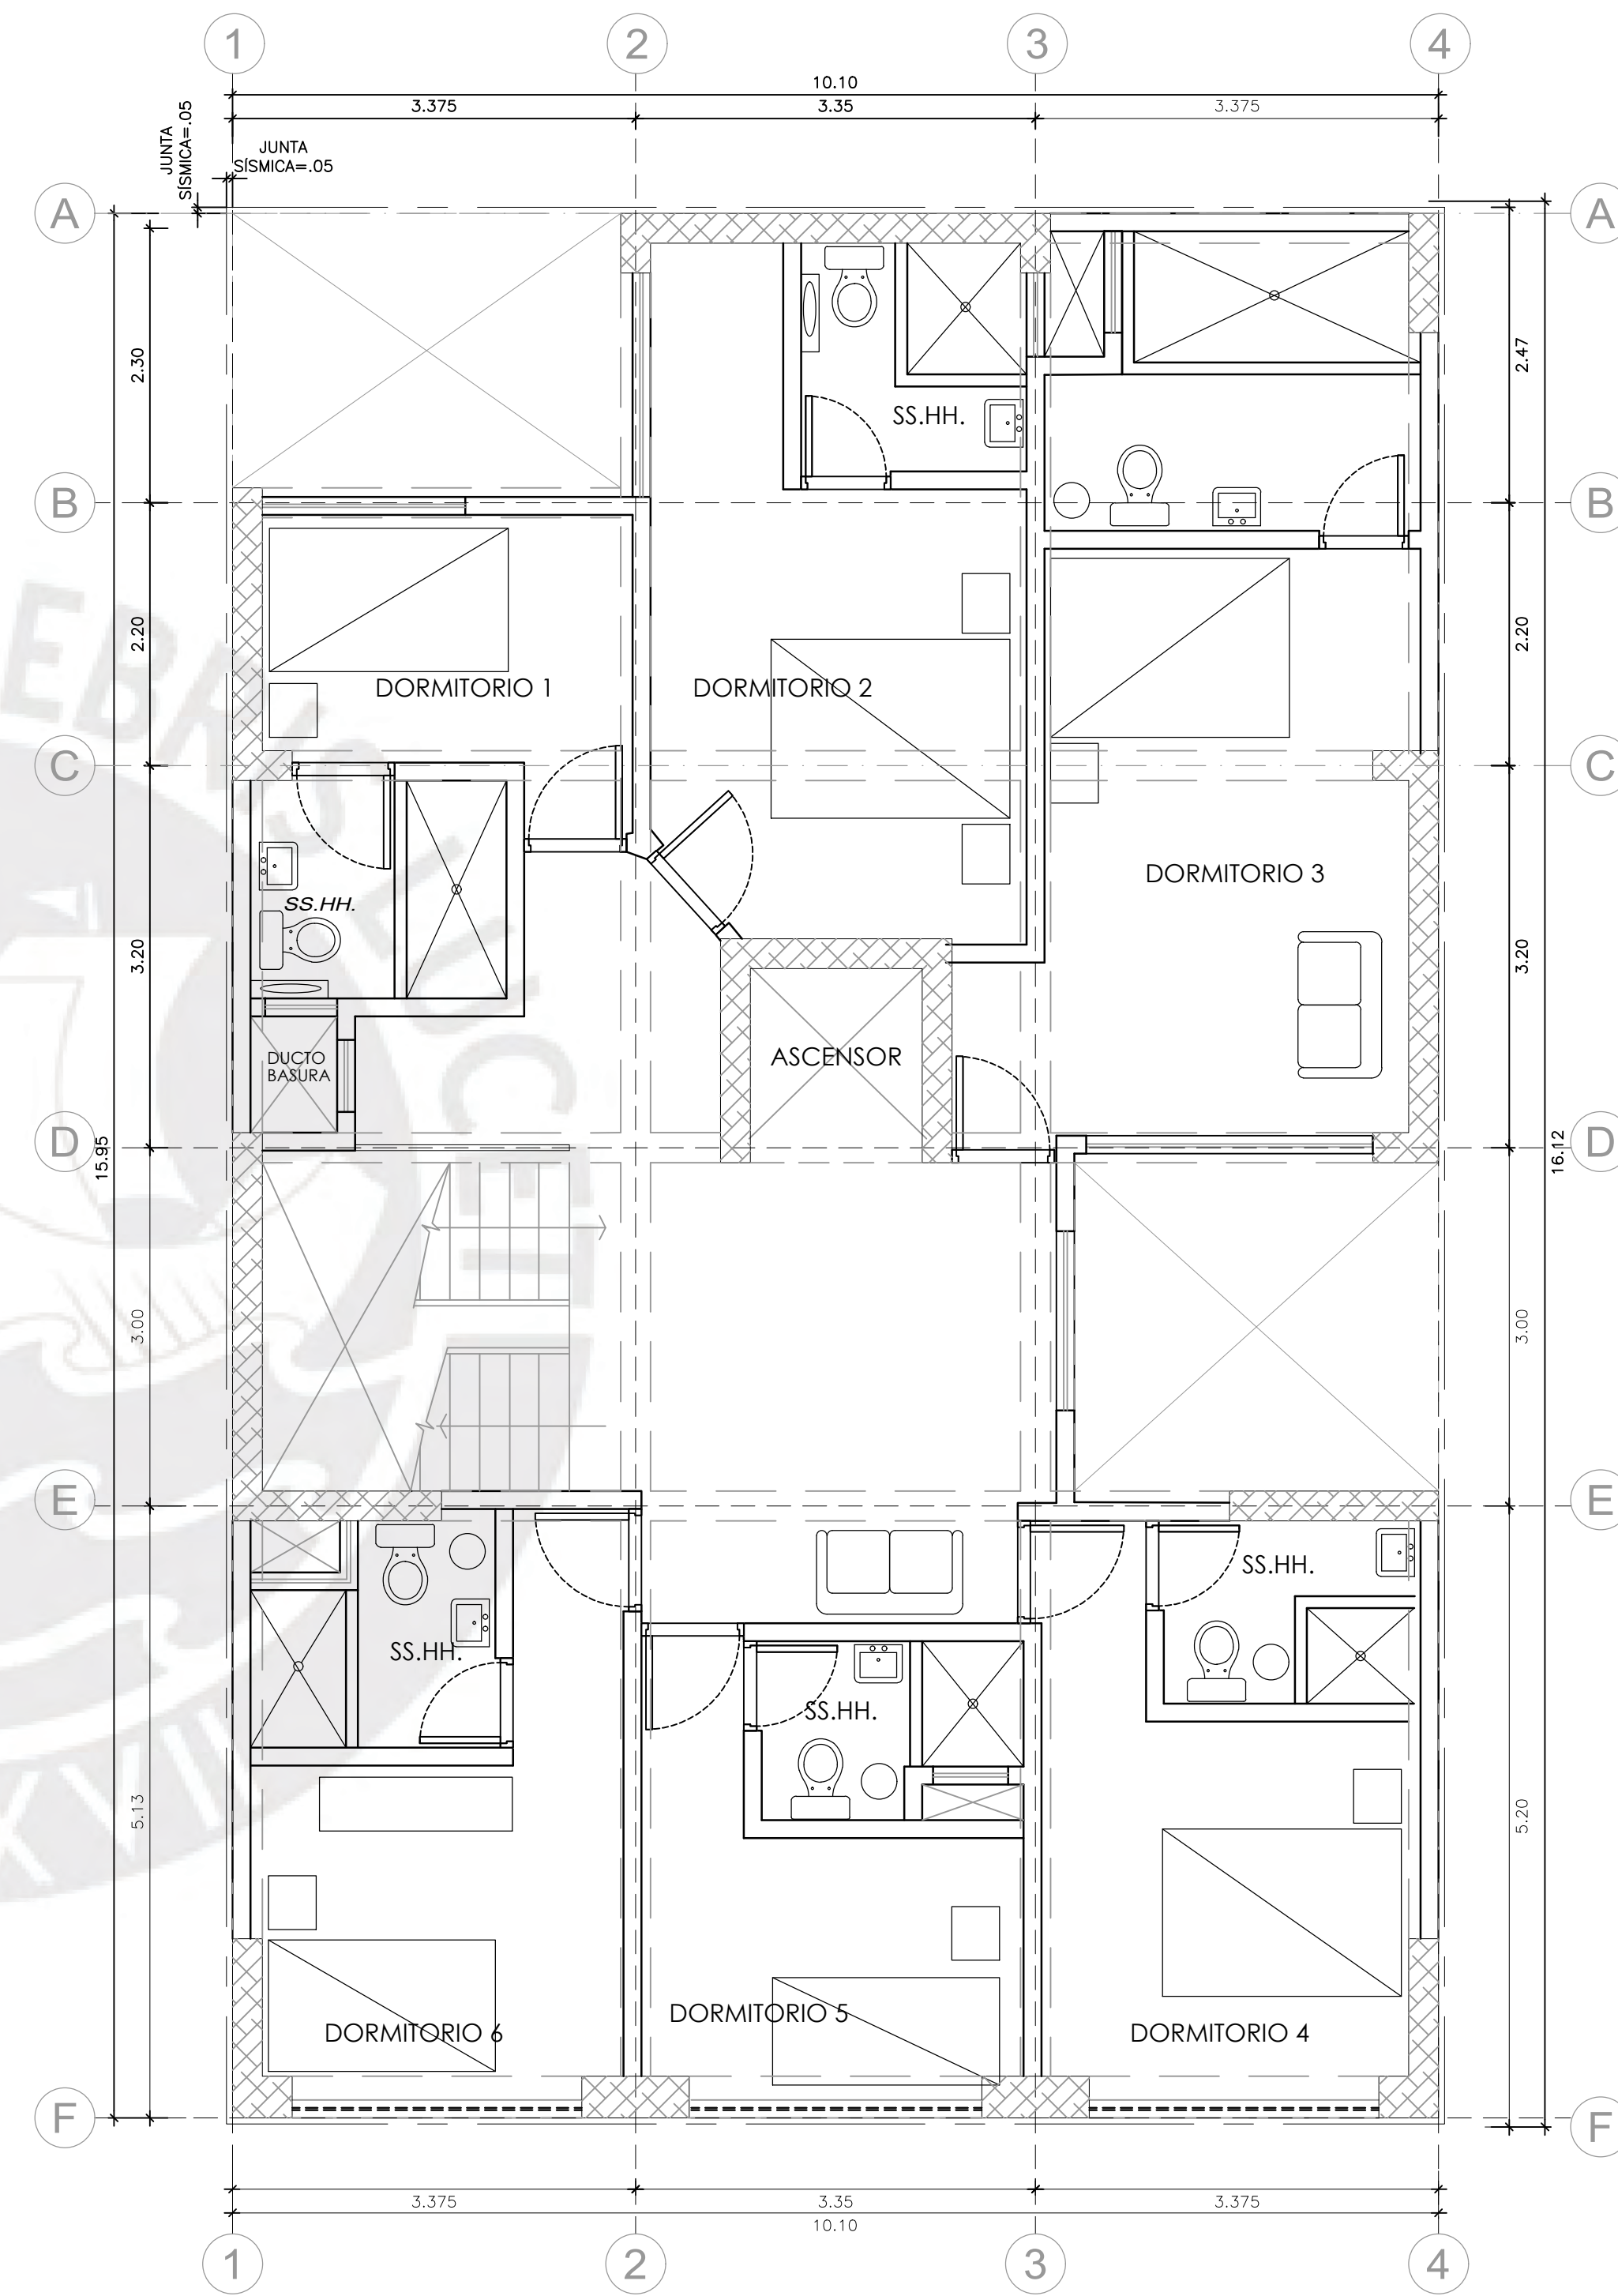 1 2 3 4
10.10
3.375 3.35 3.375
JUNTA
SÍSMICA=.05
JUNTA
SÍSMICA=.05
A A
2.30 2.47
SS.HH.
B B
2.20 2.20
DORMITORIO 1 DORMITORIO 2
C C
DORMITORIO 3
SS.HH.
3.20 3.20
DUCTO
BASURA
ASCENSOR
D D
15.95 16.12
3.00 3.00
E E
SS.HH.
SS.HH.
SS.HH.
5.13 5.20
DORMITORIO 5
DORMITORIO 6 DORMITORIO 4
F F
3.375 3.35 3.375
10.10
1 2 3 4